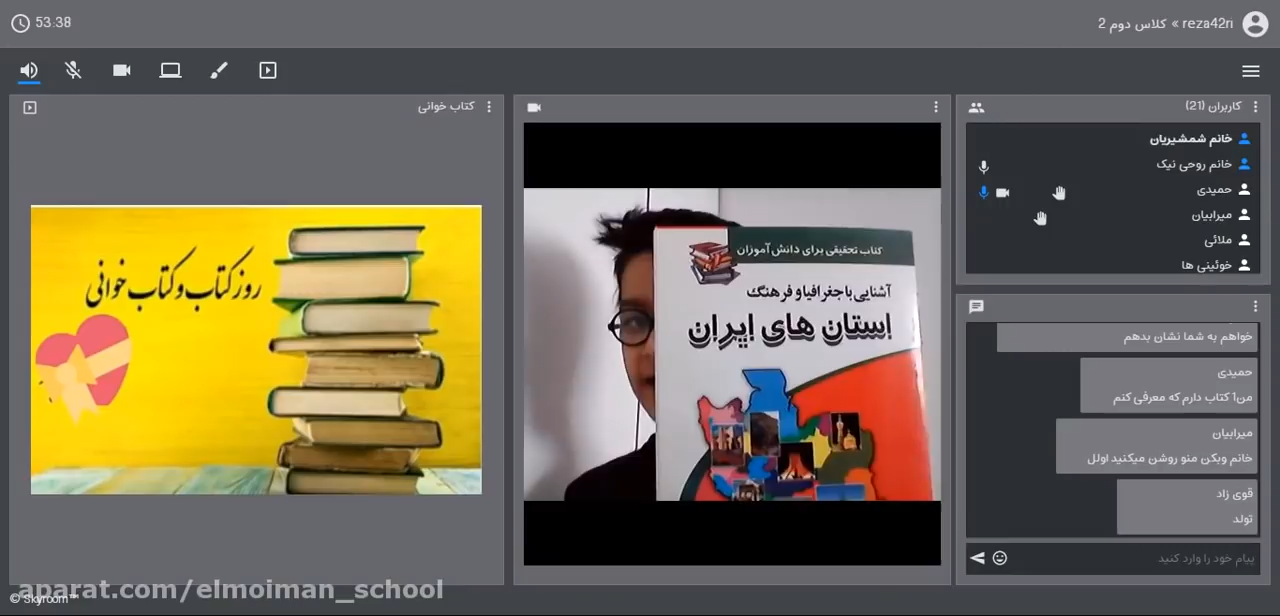 53:38
reza42ri » کلاس دوم 2
کتاب خوانی
روز کتاب و کتاب خوانی
کتاب تحقیقی برای دانش آموزان
آشنایی با جغرافیا و فرهنگ
استان های ایران
کاربران (21)
خانم شمشیریان
خانم روحی نیک
حمیدی
میرابیان
ملائی
خوئینی ها
خواهم به شما نشان بدهم
حمیدی
من1 کتاب دارم که معرفی کنم
میرابیان
خانم وبکن منو روشن میکنید اولل
قوی زاد
تولد
پیام خود را وارد کنید
aparat.com/elmoiman_school
© Skyroom™